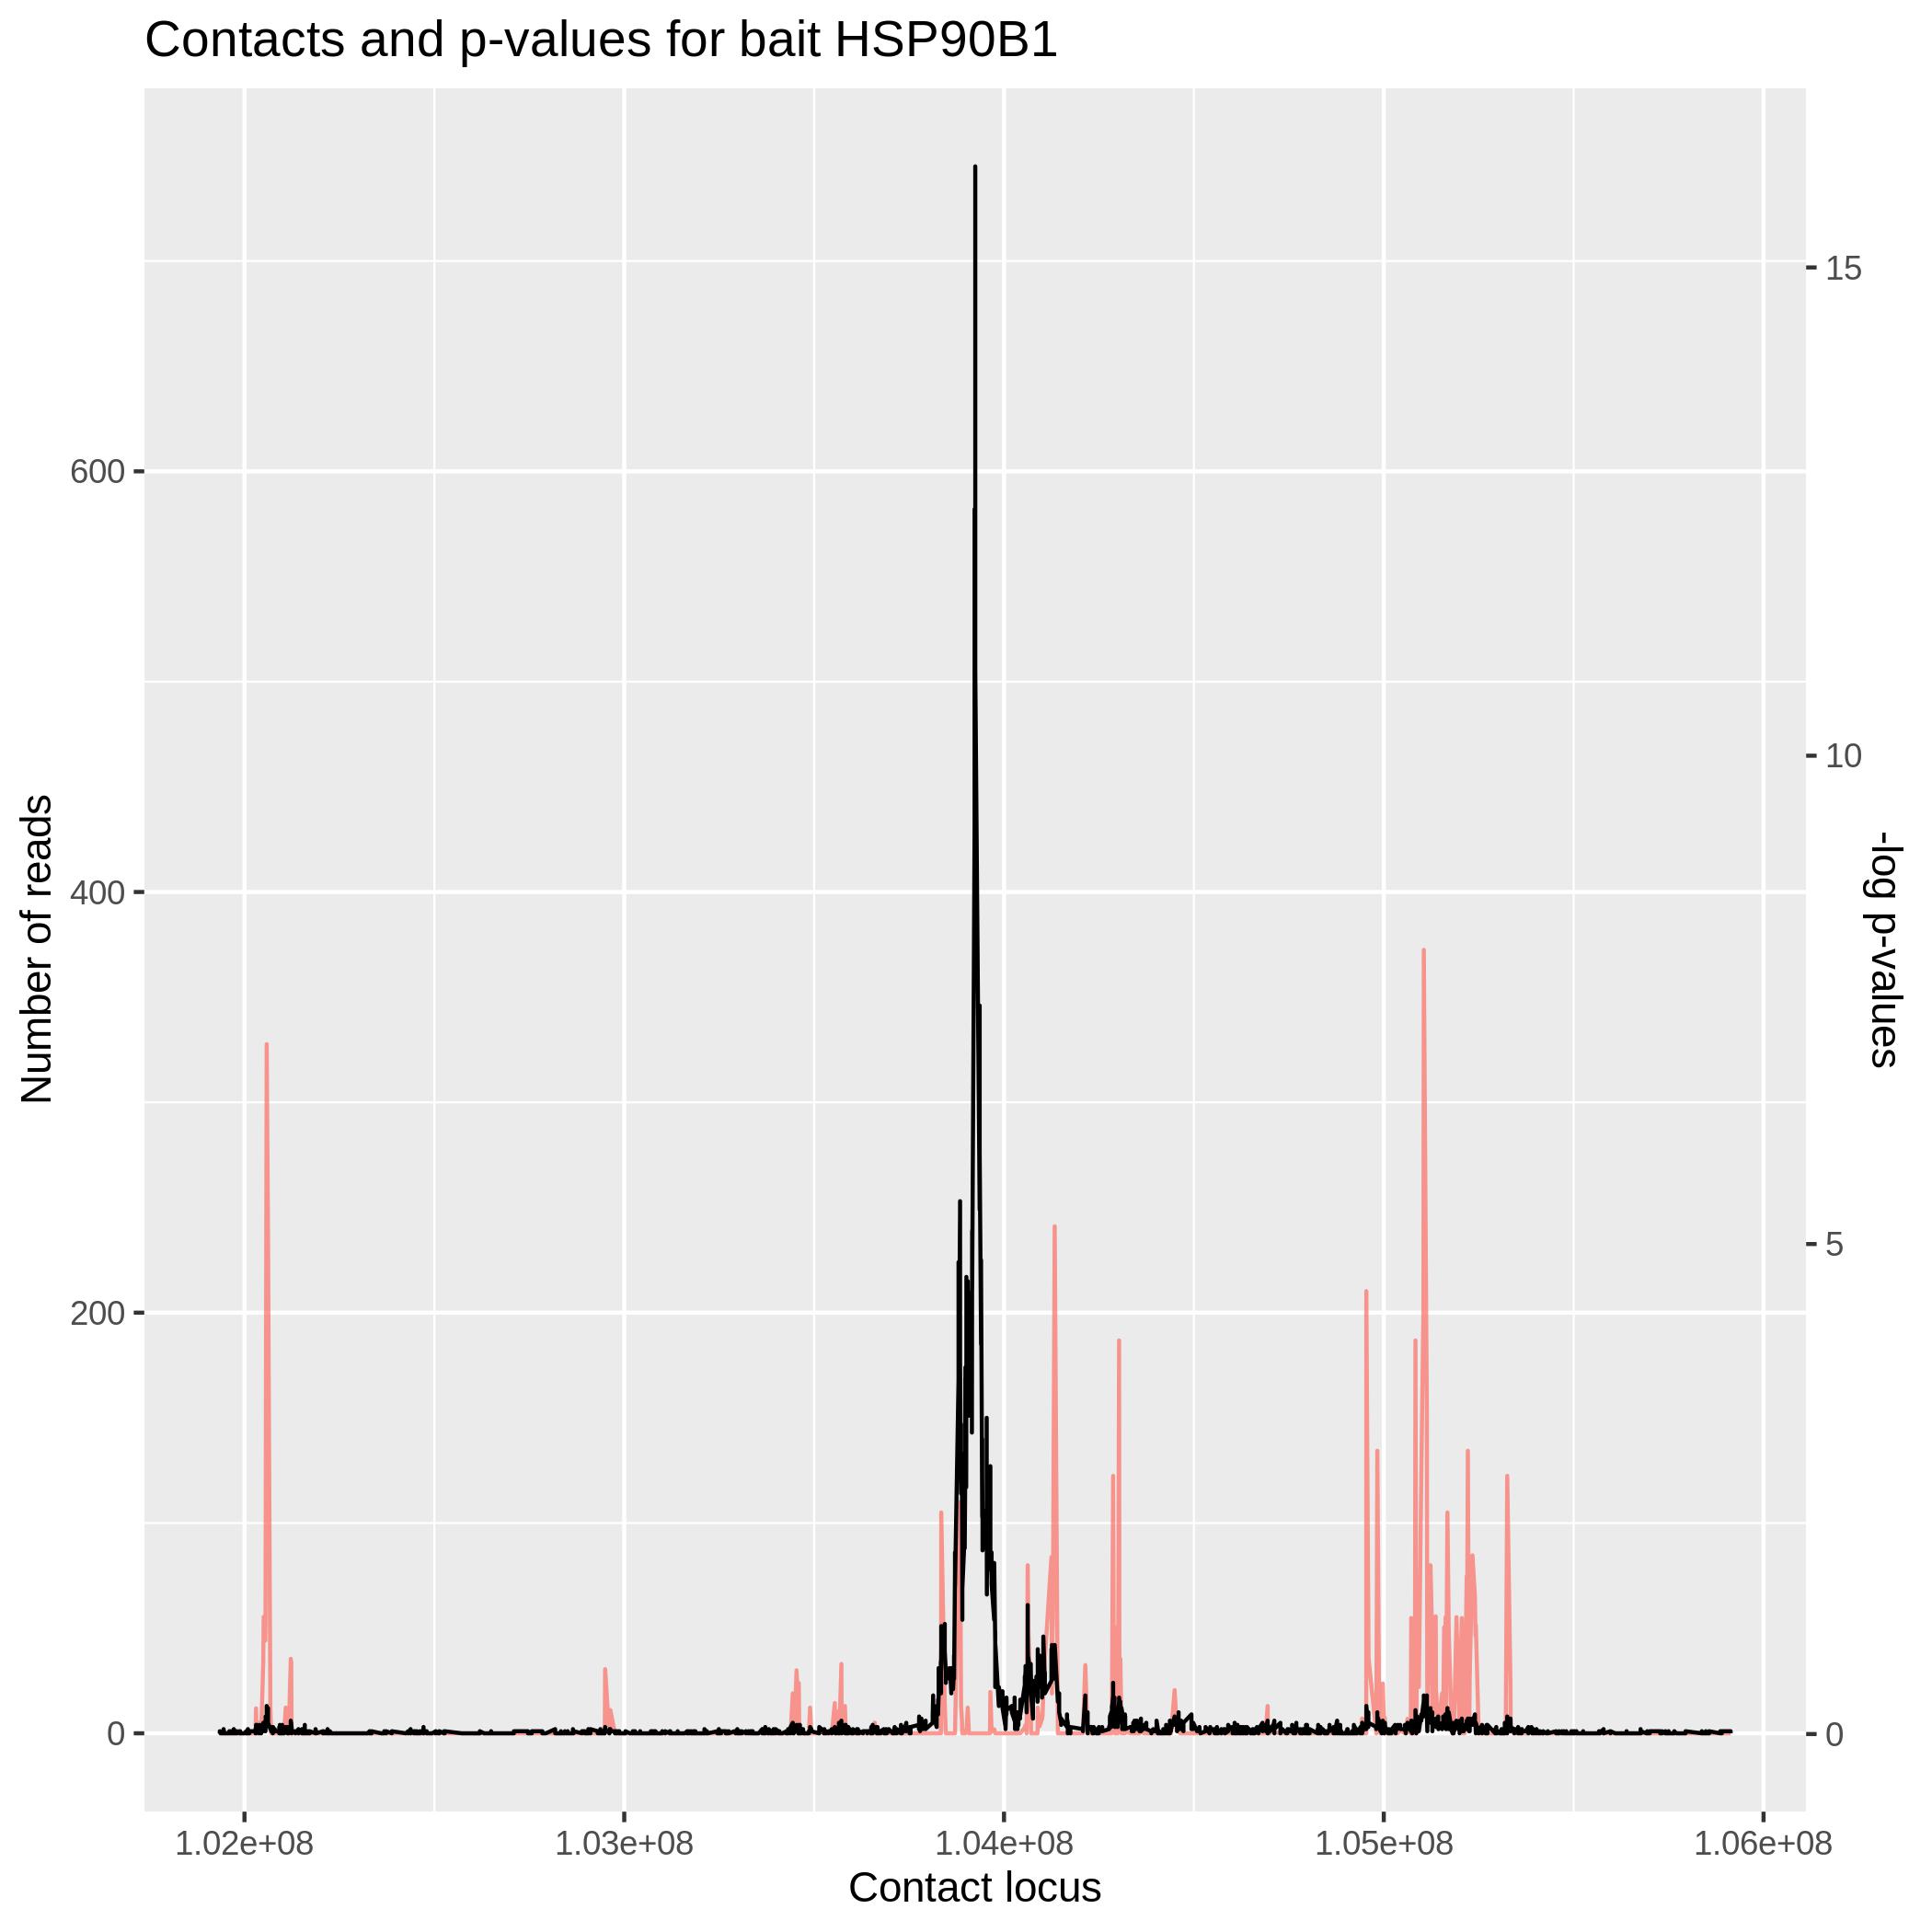 Contacts and p-values for bait HSP90B1
Number of reads
600
400
200
0
15
10
5
0
-log p-values
1.02e+08
1.03e+08
1.04e+08
1.05e+08
1.06e+08
Contact locus